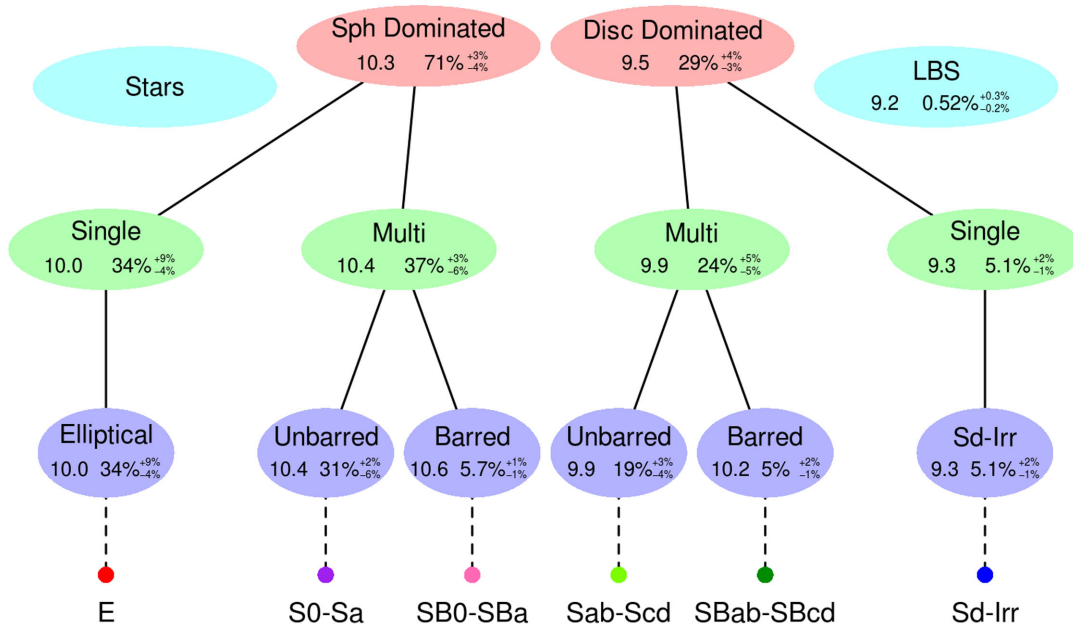 Sph Dominated
10.3 71% +3% −4%
Disc Dominated
9.5 29% +4% −3%
Stars
LBS
9.2 0.52% +0.3% −0.2%
Single
10.0 34% +9% −4%
Multi
10.4 37% +3% −6%
Multi
9.9 24% +5% −5%
Single
9.3 5.1% +2% −1%
Elliptical
10.0 34% +9% −4%
Unbarred
10.4 31% +2% −6%
Barred
10.6 5.7% +1% −1%
Unbarred
9.9 19% +3% −4%
Barred
10.2 5% +2% −1%
Sd-Irr
9.3 5.1% +2% −1%
E
S0-Sa
SB0-SBa
Sab-Scd
SBab-SBcd
Sd-Irr